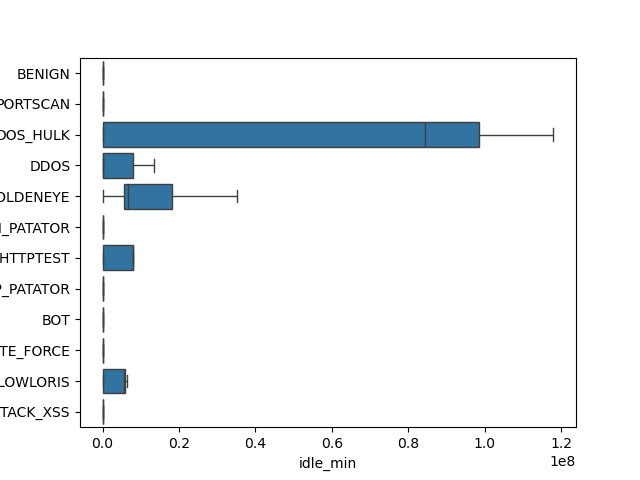 BENIGN
PORTSCAN
DOS_HULK
DDOS
OLDENEYE
_PATATOR
HTTPTEST
P_PATATOR
BOT
TE_FORCE
LOWLORIS
TACK_XSS
0.0 0.2 0.4 0.6 0.8 1.0 1.2
1e8
idle_min